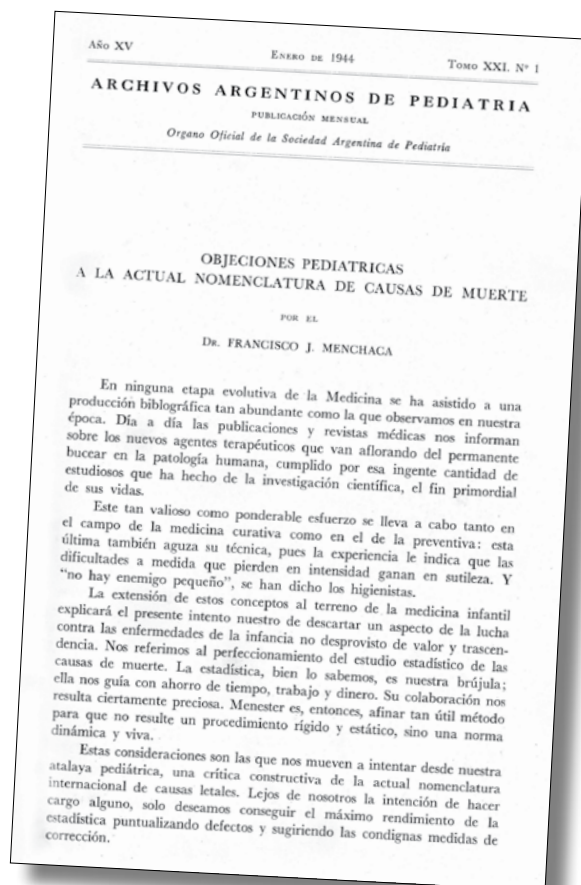 Año XV
Enero de 1944
Tomo XXI. Nº 1
ARCHIVOS ARGENTINOS DE PEDIATRIA
PUBLICACIÓN MENSUAL
Organo Oficial de la Sociedad Argentina de Pediatría
OBJECIONES PEDIATRICAS
A LA ACTUAL NOMENCLATURA DE CAUSAS DE MUERTE
POR EL
Dr. FRANCISCO J. MENCHACA
En ninguna etapa evolutiva de la Medicina se ha asistido a una
producción biblográfica tan abundante como la que observamos en nuestra
época. Día a día las publicaciones y revistas médicas nos informan
sobre los nuevos agentes terapéuticos que van aflorando del permanente
bucear en la patología humana, cumplido por esa ingente cantidad de
estudiosos que ha hecho de la investigación científica, el fin primordial
de sus vidas.
Este tan valioso como ponderable esfuerzo se lleva a cabo tanto en
el campo de la medicina curativa como en el de la preventiva: esta
última también aguza su técnica, pues la experiencia le indica que las
dificultades a medida que pierden en intensidad ganan en sutileza. Y
“no hay enemigo pequeño”, se han dicho los higienistas.
La extensión de estos conceptos al terreno de la medicina infantil
explicará el presente intento nuestro de descartar un aspecto de la lucha
contra las enfermedades de la infancia no desprovisto de valor y trascen-
dencia. Nos referimos al perfeccionamiento del estudio estadístico de las
causas de muerte. La estadística, bien lo sabemos, es nuestra brújula;
ella nos guía con ahorro de tiempo, trabajo y dinero. Su colaboración nos
resulta ciertamente preciosa. Menester es, entonces, afinar tan útil método
para que no resulte un procedimiento rígido y estático, sino una norma
dinámica y viva.
Estas consideraciones son las que nos mueven a intentar desde nuestra
atalaya pediátrica, una crítica constructiva de la actual nomenclatura
internacional de causas letales. Lejos de nosotros la intención de hacer
cargo alguno, solo deseamos conseguir el máximo rendimiento de la
estadística puntualizando defectos y sugiriendo las condignas medidas de
corrección.